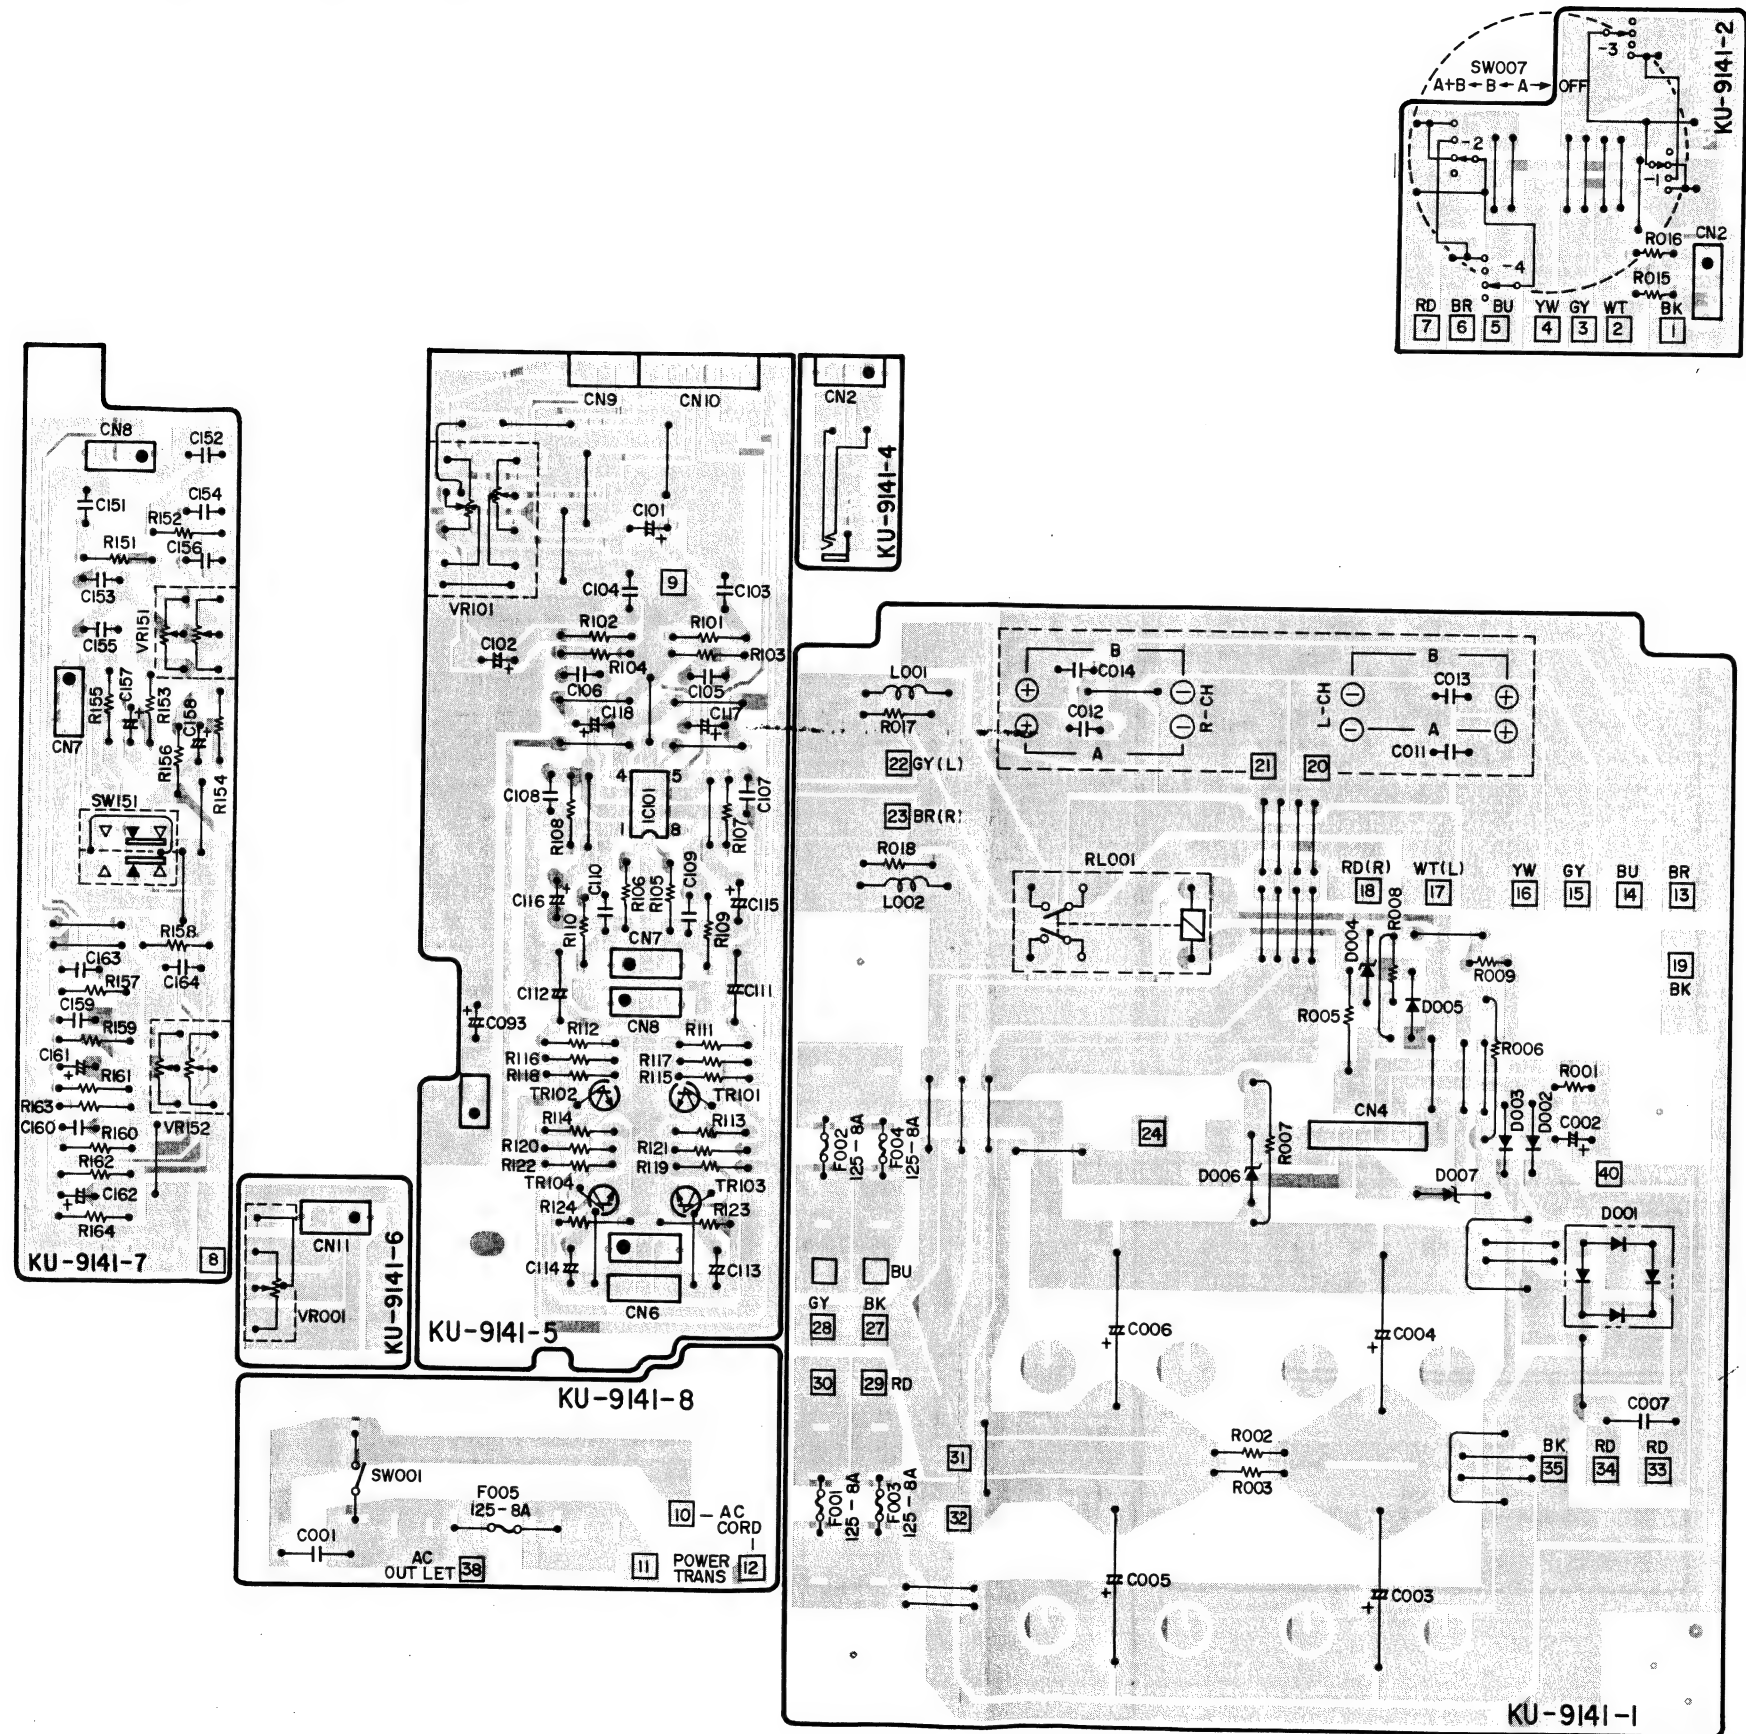 KU-9141-2
SW007
A+B B A OFF
-3
-2
-1
-4
R016
CN2
R015
RD BR BU YW GY WT BK
7 6 5 4 3 2 1
CN8
C152
C151
C154
R152
R151
C156
C153
VR151
C155
R155
C157
R153
C158
CN7
R156
R154
SW151
R158
C163
R157
C164
C159
R159
C161
R161
R163
C160
R160
VR152
R162
C162
R164
KU-9141-7
8
CN11
VR001
KU-9141-6
CN9 CN10
C101
VR101
C104
9
C103
R102 R101
C102
R104 R103
C106 C105
C118 C117
4 5
C108
IC101
C107
R108
1 8
R107
C110
R106
R105
C109
C116
C115
R110
R109
CN7
C112 C111
CN8
C093
R112 R111
R116 R117
R118 R115
TR102 TR101
R114 R113
R120 R121
R122 R119
TR104 TR103
R124 R123
C114 C113
CN6
KU-9141-5
CN2
VA
KU-9141-4
KU-9141-8
SW001
F005
125-8A
C001
10 - AC
CORD
AC
OUT LET 38
11 POWER
TRANS 12
B
C014
L001
C012
R-CH
A
R017
L-CH
B
C013
A
C011
22 GY(L)
21 20
23 BR(R)
R018
L002
RL001
RD(R)
18
WT(L)
17
YW
16
GY
15
BU
14
BR
13
R008
D004
R009
19
BK
R005
D005
R006
R001
CN4
D003
D002
C002
F002
125-8A
F004
125-8A
24
R007
D006
D007
40
D001
BU
GY BK
28 27
C006
C004
30 29 RD
C007
R002
R003
31
BK RD RD
35 34 33
F001
125-8A
F003
125-8A
32
C005
C003
KU-9141-1